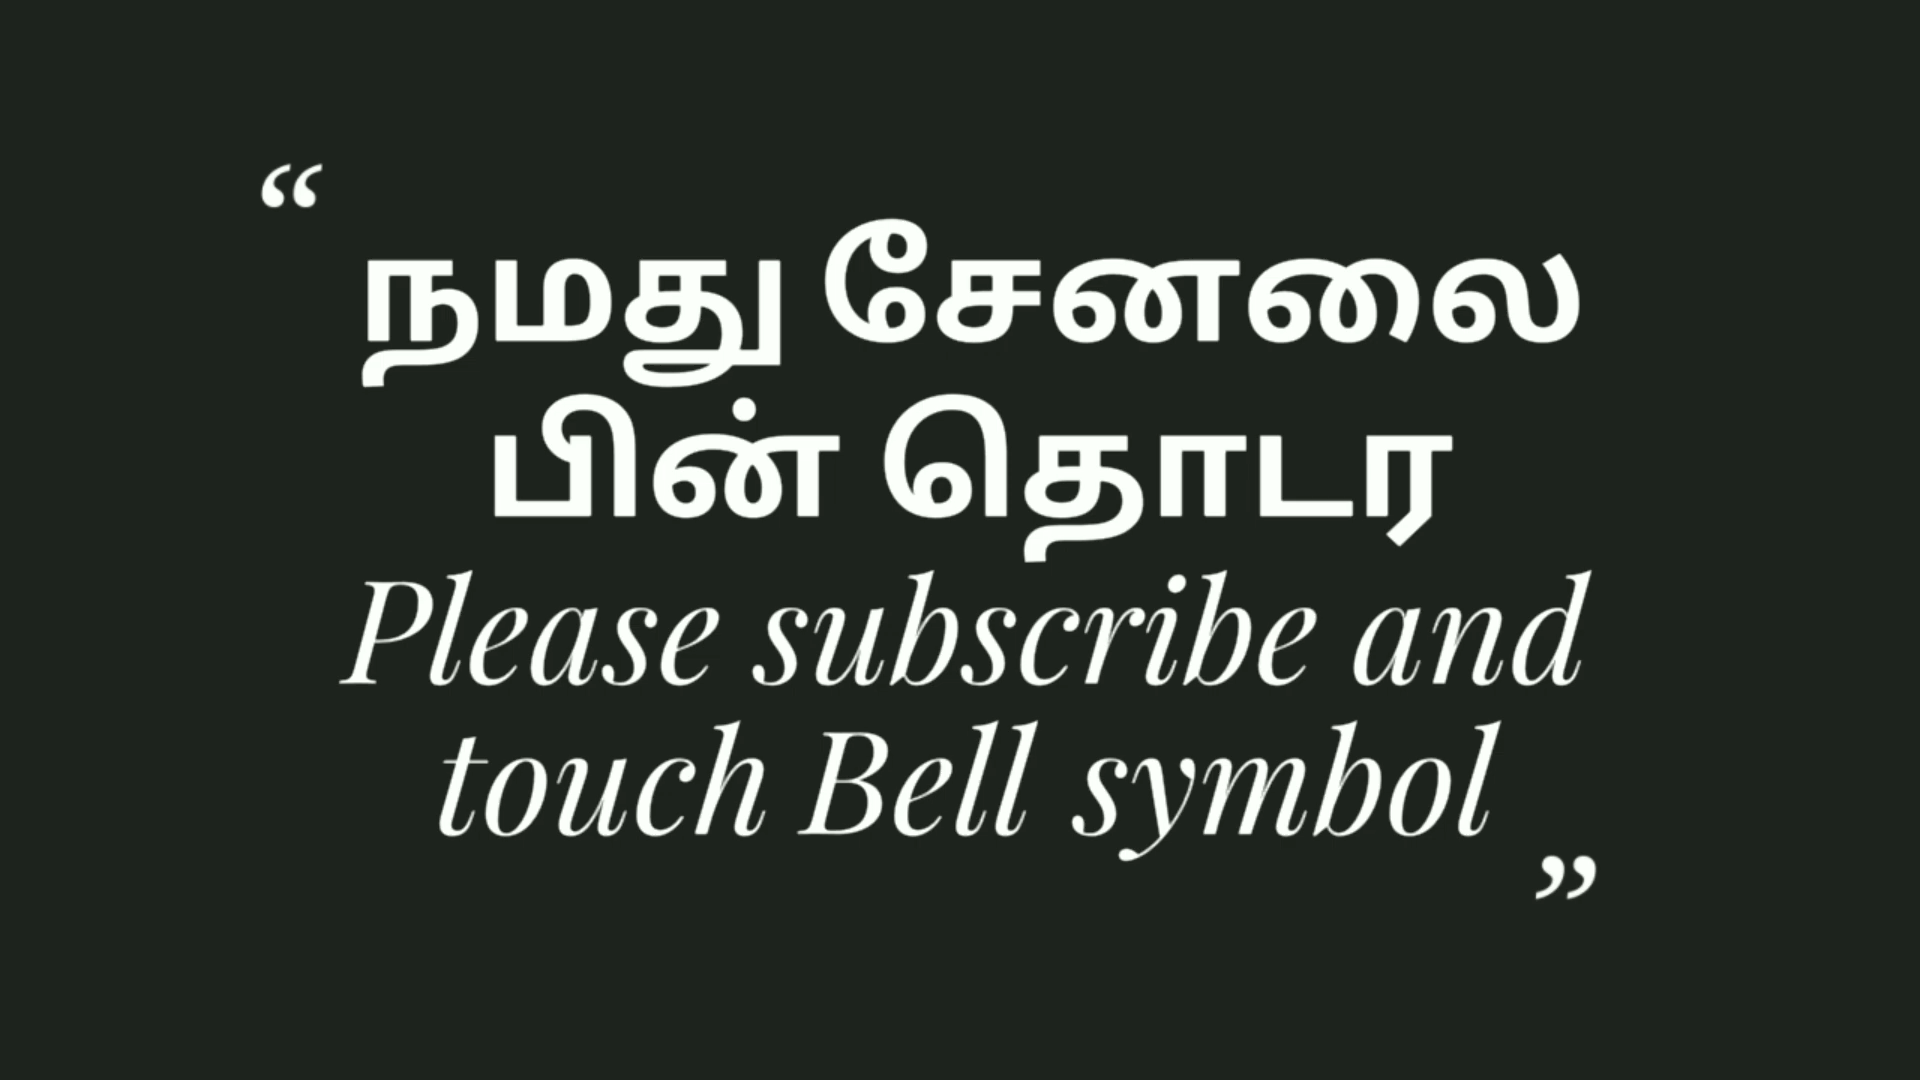 “
நமது சேனலை
பின் தொடர
Please subscribe and
touch Bell symbol
”